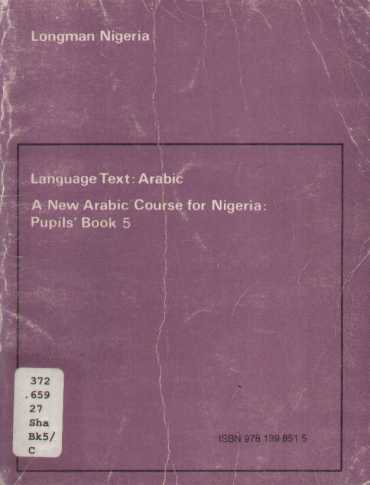 Longman Nigeria
Language Text: Arabic
A New Arabic Course for Nigeria:
Pupils' Book 5
372
.659
27
Sha
Bk5/
C
ISBN 978 139 851 5